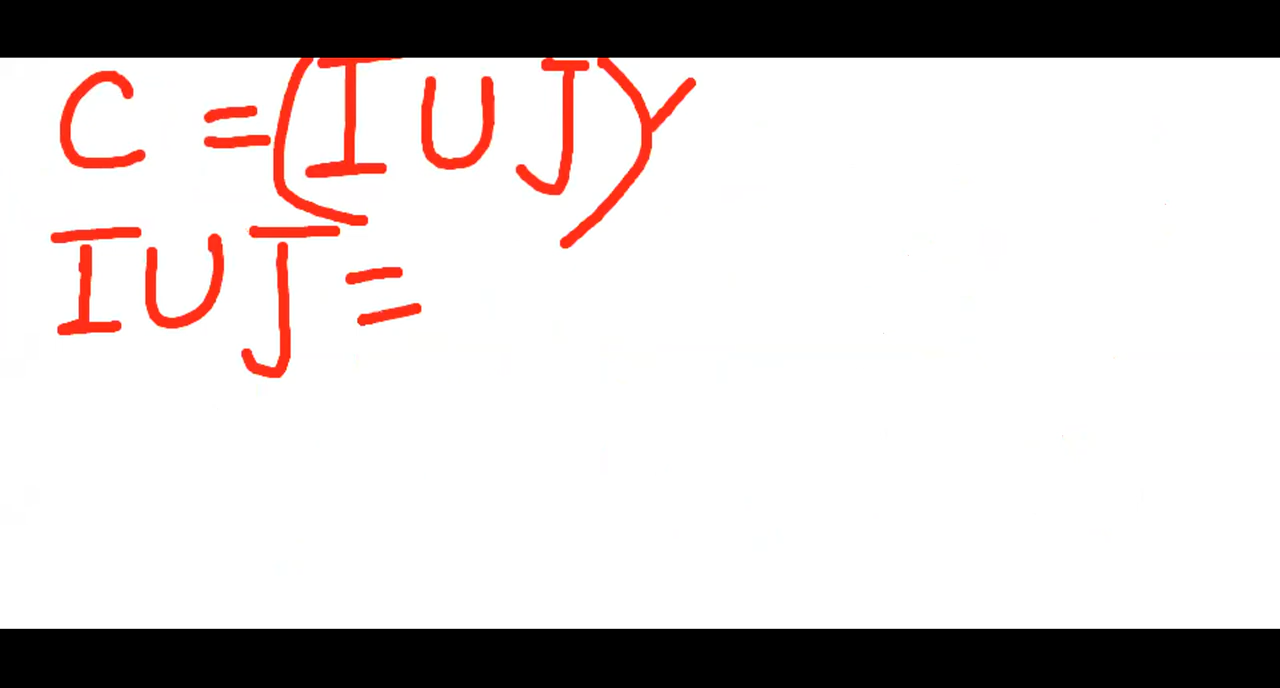 C = (I U J)'
I U J =